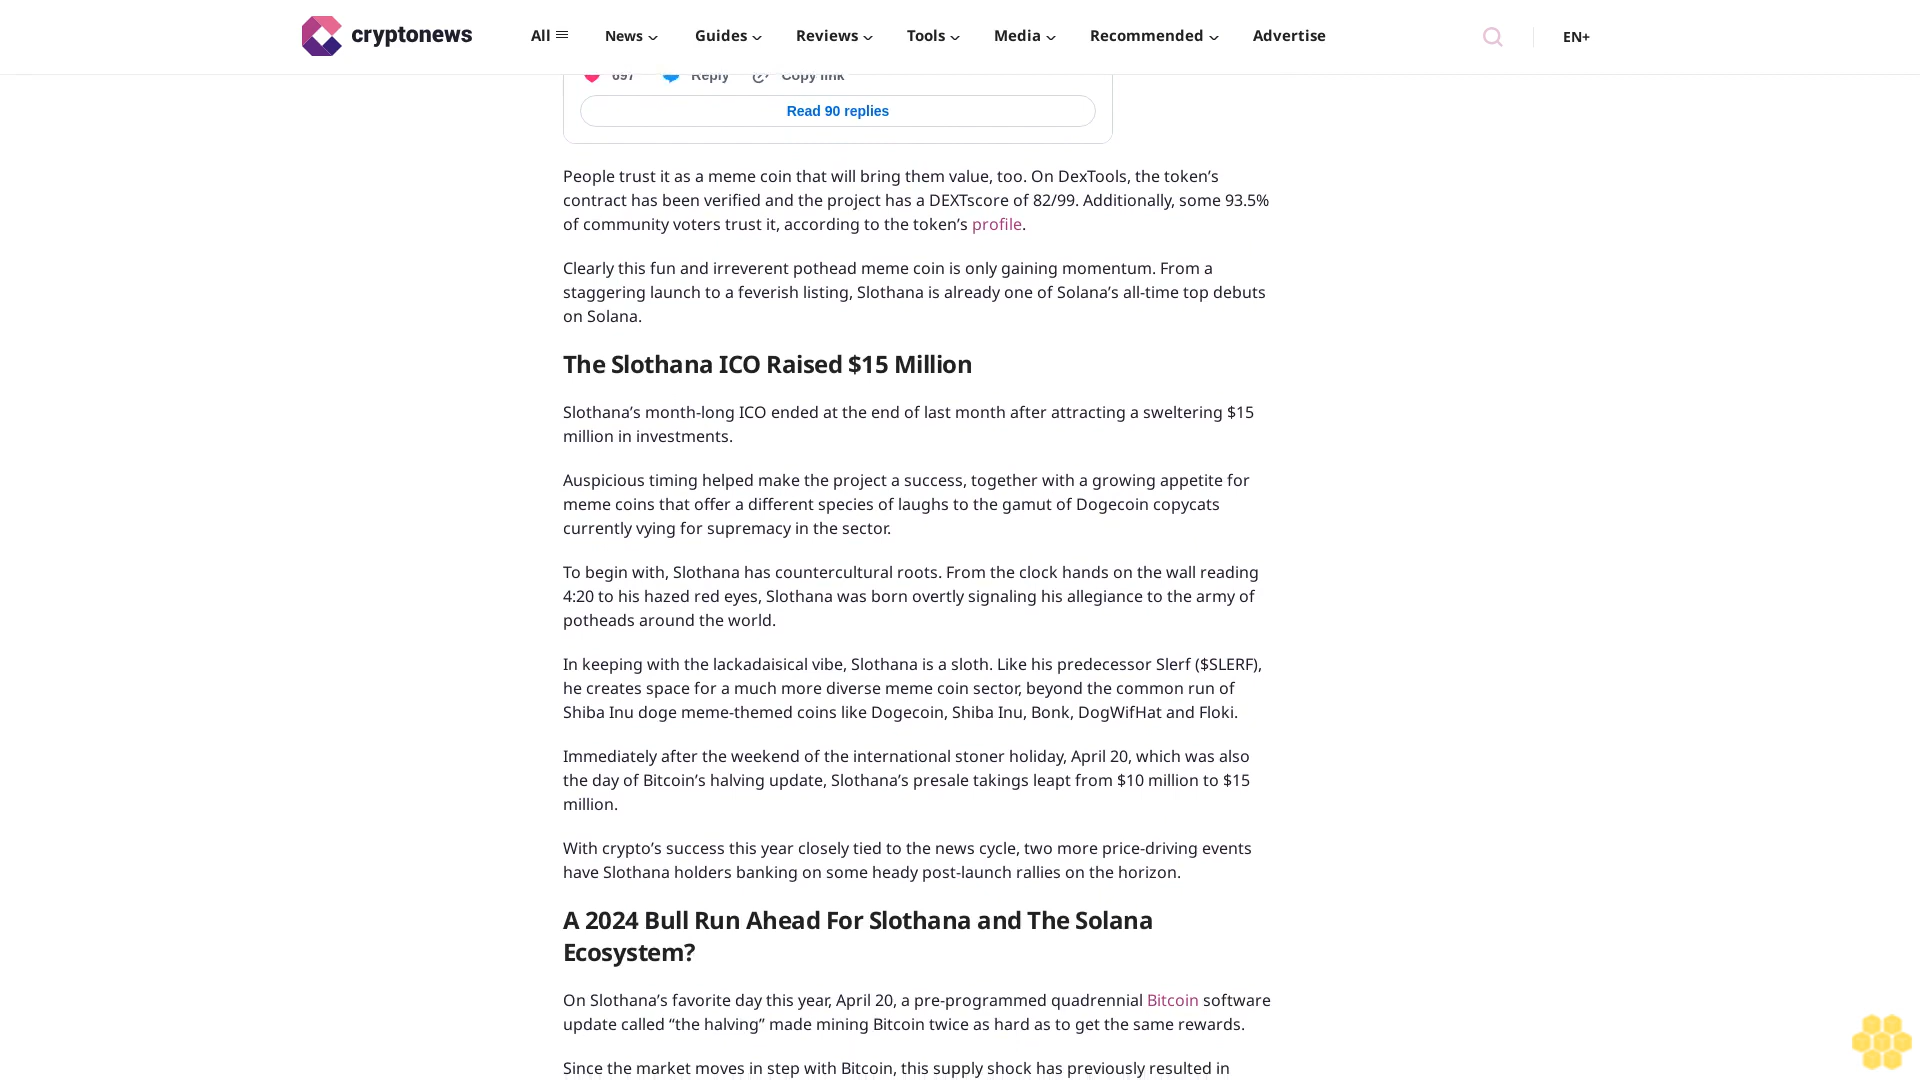 cryptonews
All
News
Guides
Reviews
Tools
Media
Recommended
Advertise
EN+
697 Reply Copy link
Read 90 replies
People trust it as a meme coin that will bring them value, too. On DexTools, the token’s
contract has been verified and the project has a DEXTscore of 82/99. Additionally, some 93.5%
of community voters trust it, according to the token’s profile.
Clearly this fun and irreverent pothead meme coin is only gaining momentum. From a
staggering launch to a feverish listing, Slothana is already one of Solana’s all-time top debuts
on Solana.
The Slothana ICO Raised $15 Million
Slothana’s month-long ICO ended at the end of last month after attracting a sweltering $15
million in investments.
Auspicious timing helped make the project a success, together with a growing appetite for
meme coins that offer a different species of laughs to the gamut of Dogecoin copycats
currently vying for supremacy in the sector.
To begin with, Slothana has countercultural roots. From the clock hands on the wall reading
4:20 to his hazed red eyes, Slothana was born overtly signaling his allegiance to the army of
potheads around the world.
In keeping with the lackadaisical vibe, Slothana is a sloth. Like his predecessor Slerf ($SLERF),
he creates space for a much more diverse meme coin sector, beyond the common run of
Shiba Inu doge meme-themed coins like Dogecoin, Shiba Inu, Bonk, DogWifHat and Floki.
Immediately after the weekend of the international stoner holiday, April 20, which was also
the day of Bitcoin’s halving update, Slothana’s presale takings leapt from $10 million to $15
million.
With crypto’s success this year closely tied to the news cycle, two more price-driving events
have Slothana holders banking on some heady post-launch rallies on the horizon.
A 2024 Bull Run Ahead For Slothana and The Solana
Ecosystem?
On Slothana’s favorite day this year, April 20, a pre-programmed quadrennial Bitcoin software
update called “the halving” made mining Bitcoin twice as hard as to get the same rewards.
Since the market moves in step with Bitcoin, this supply shock has previously resulted in